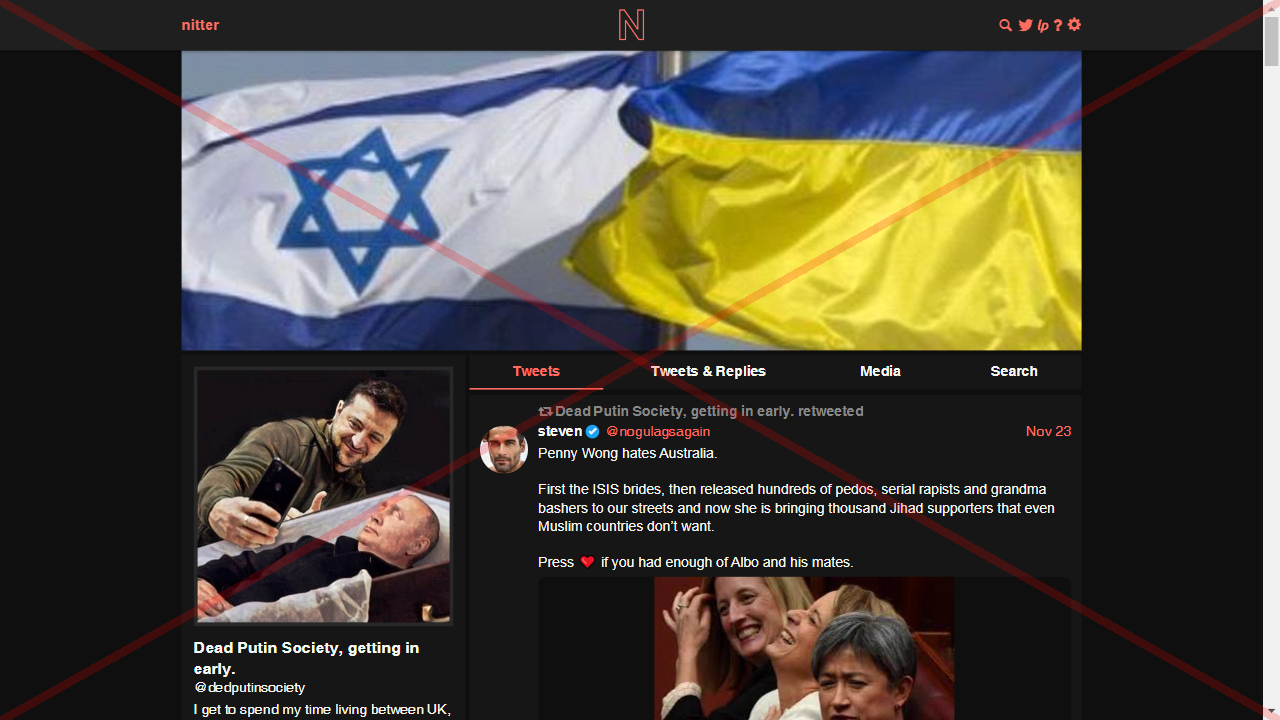 nitter
N
lp ?
Tweets
Tweets & Replies
Media
Search
Dead Putin Society, getting in early. retweeted
steven @nogulagsagain Nov 23
Penny Wong hates Australia.
First the ISIS brides, then released hundreds of pedos, serial rapists and grandma
bashers to our streets and now she is bringing thousand Jihad supporters that even
Muslim countries don't want.
Press ❤️ if you had enough of Albo and his mates.
Dead Putin Society, getting in
early.
@dedputinsociety
I get to spend my time living between UK,